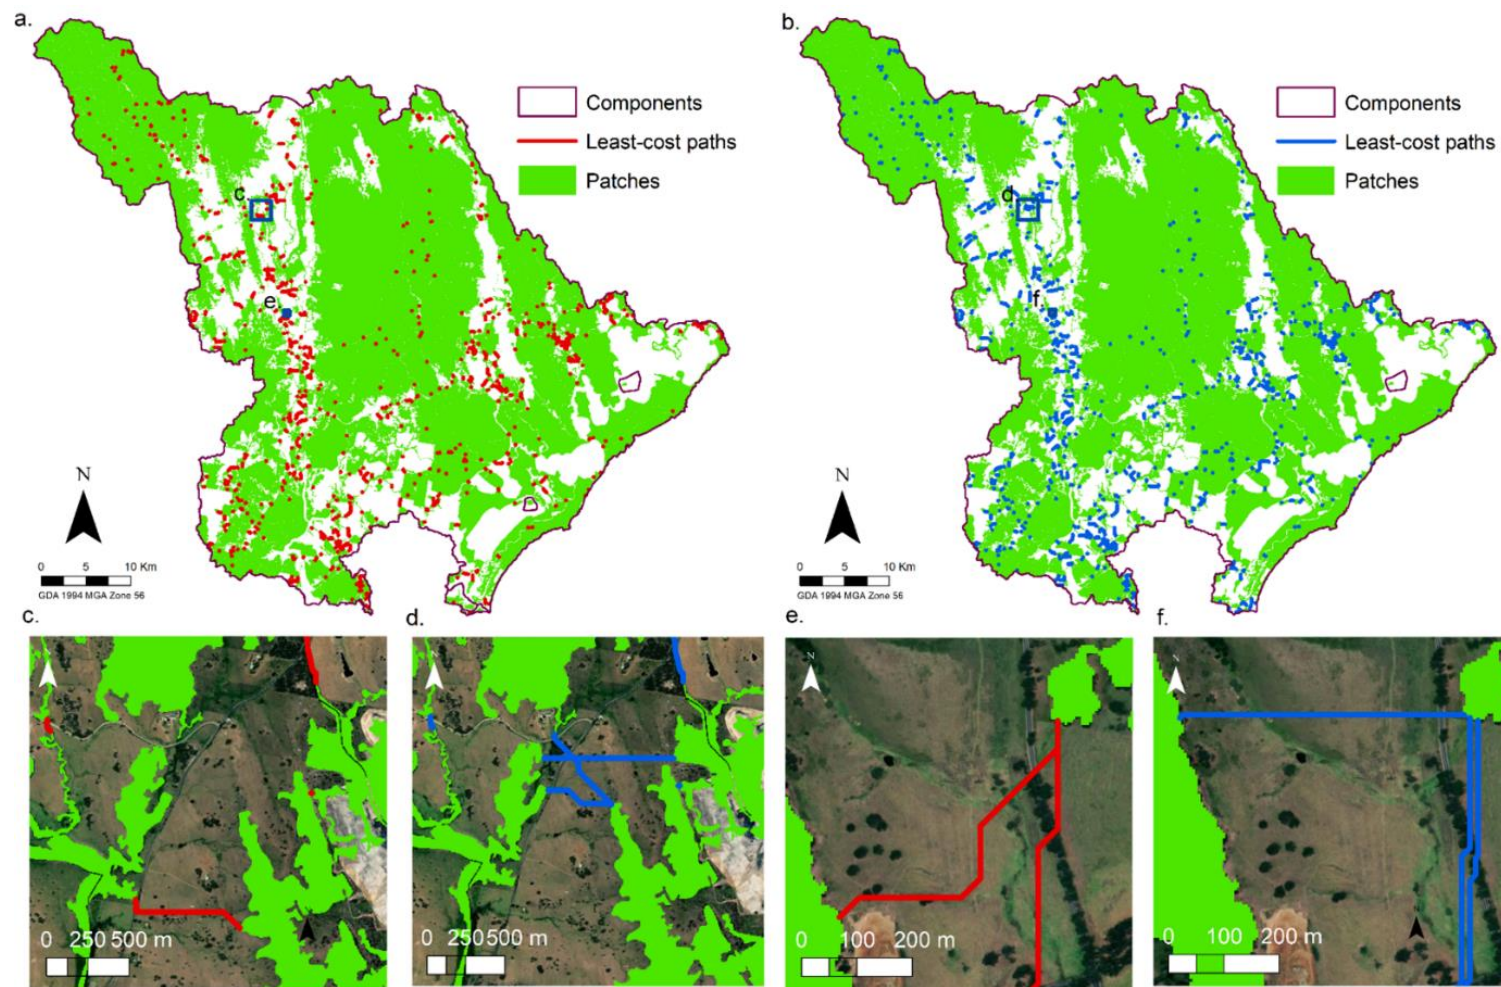 a.
Components
Least-cost paths
Patches
c
e
N
0 5 10 Km
GDA 1994 MGA Zone 56
b.
Components
Least-cost paths
Patches
d
f
N
0 5 10 Km
GDA 1994 MGA Zone 56
c.
0 250 500 m
d.
0 250 500 m
e.
N
0 100 200 m
f.
0 100 200 m